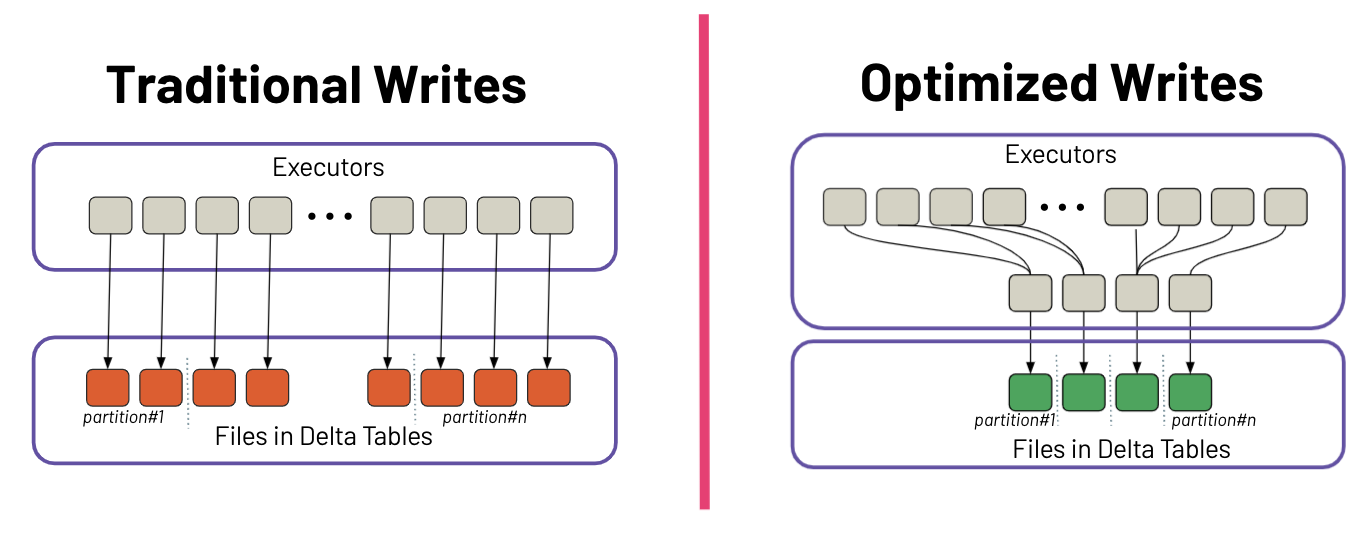 Traditional Writes
Executors
partition#1
partition#n
Files in Delta Tables
Optimized Writes
Executors
partition#1
partition#n
Files in Delta Tables